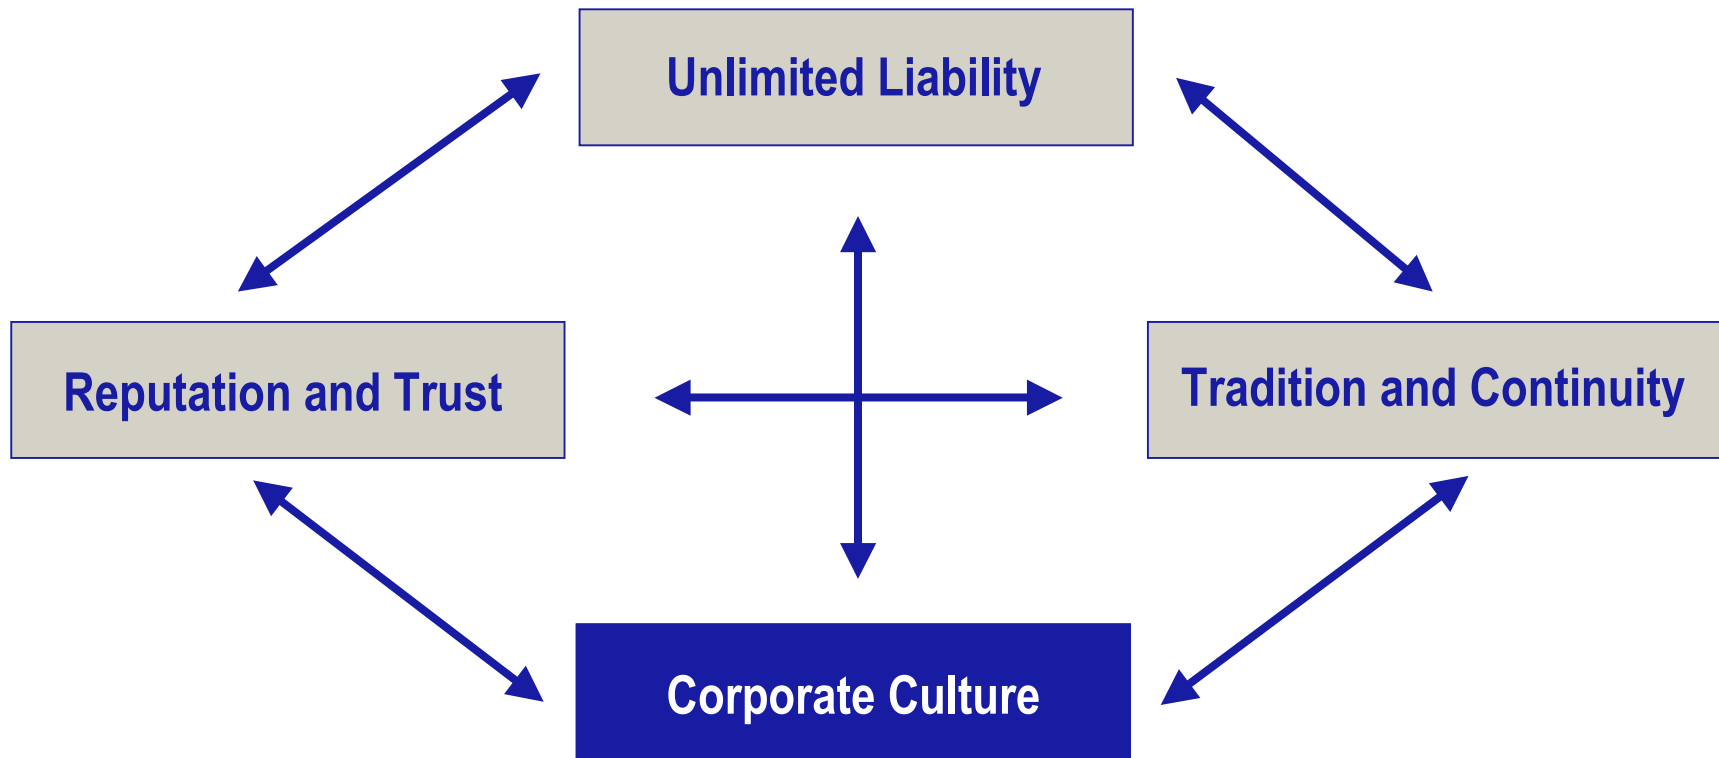 Unlimited Liability
Reputation and Trust
Tradition and Continuity
Corporate Culture